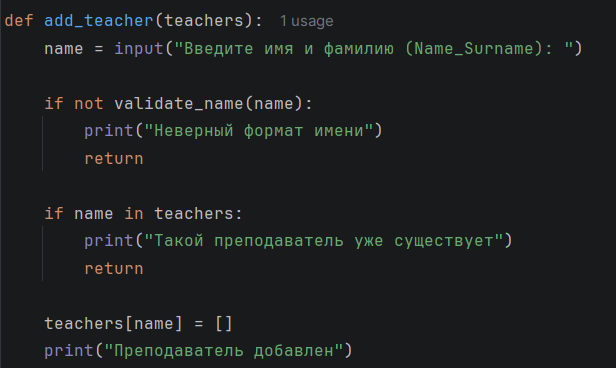 def add_teacher(teachers): 1 usage
name = input("Введите имя и фамилию (Name_Surname): ")
if not validate_name(name):
print("Неверный формат имени")
return
if name in teachers:
print("Такой преподаватель уже существует")
return
teachers[name] = []
print("Преподаватель добавлен")